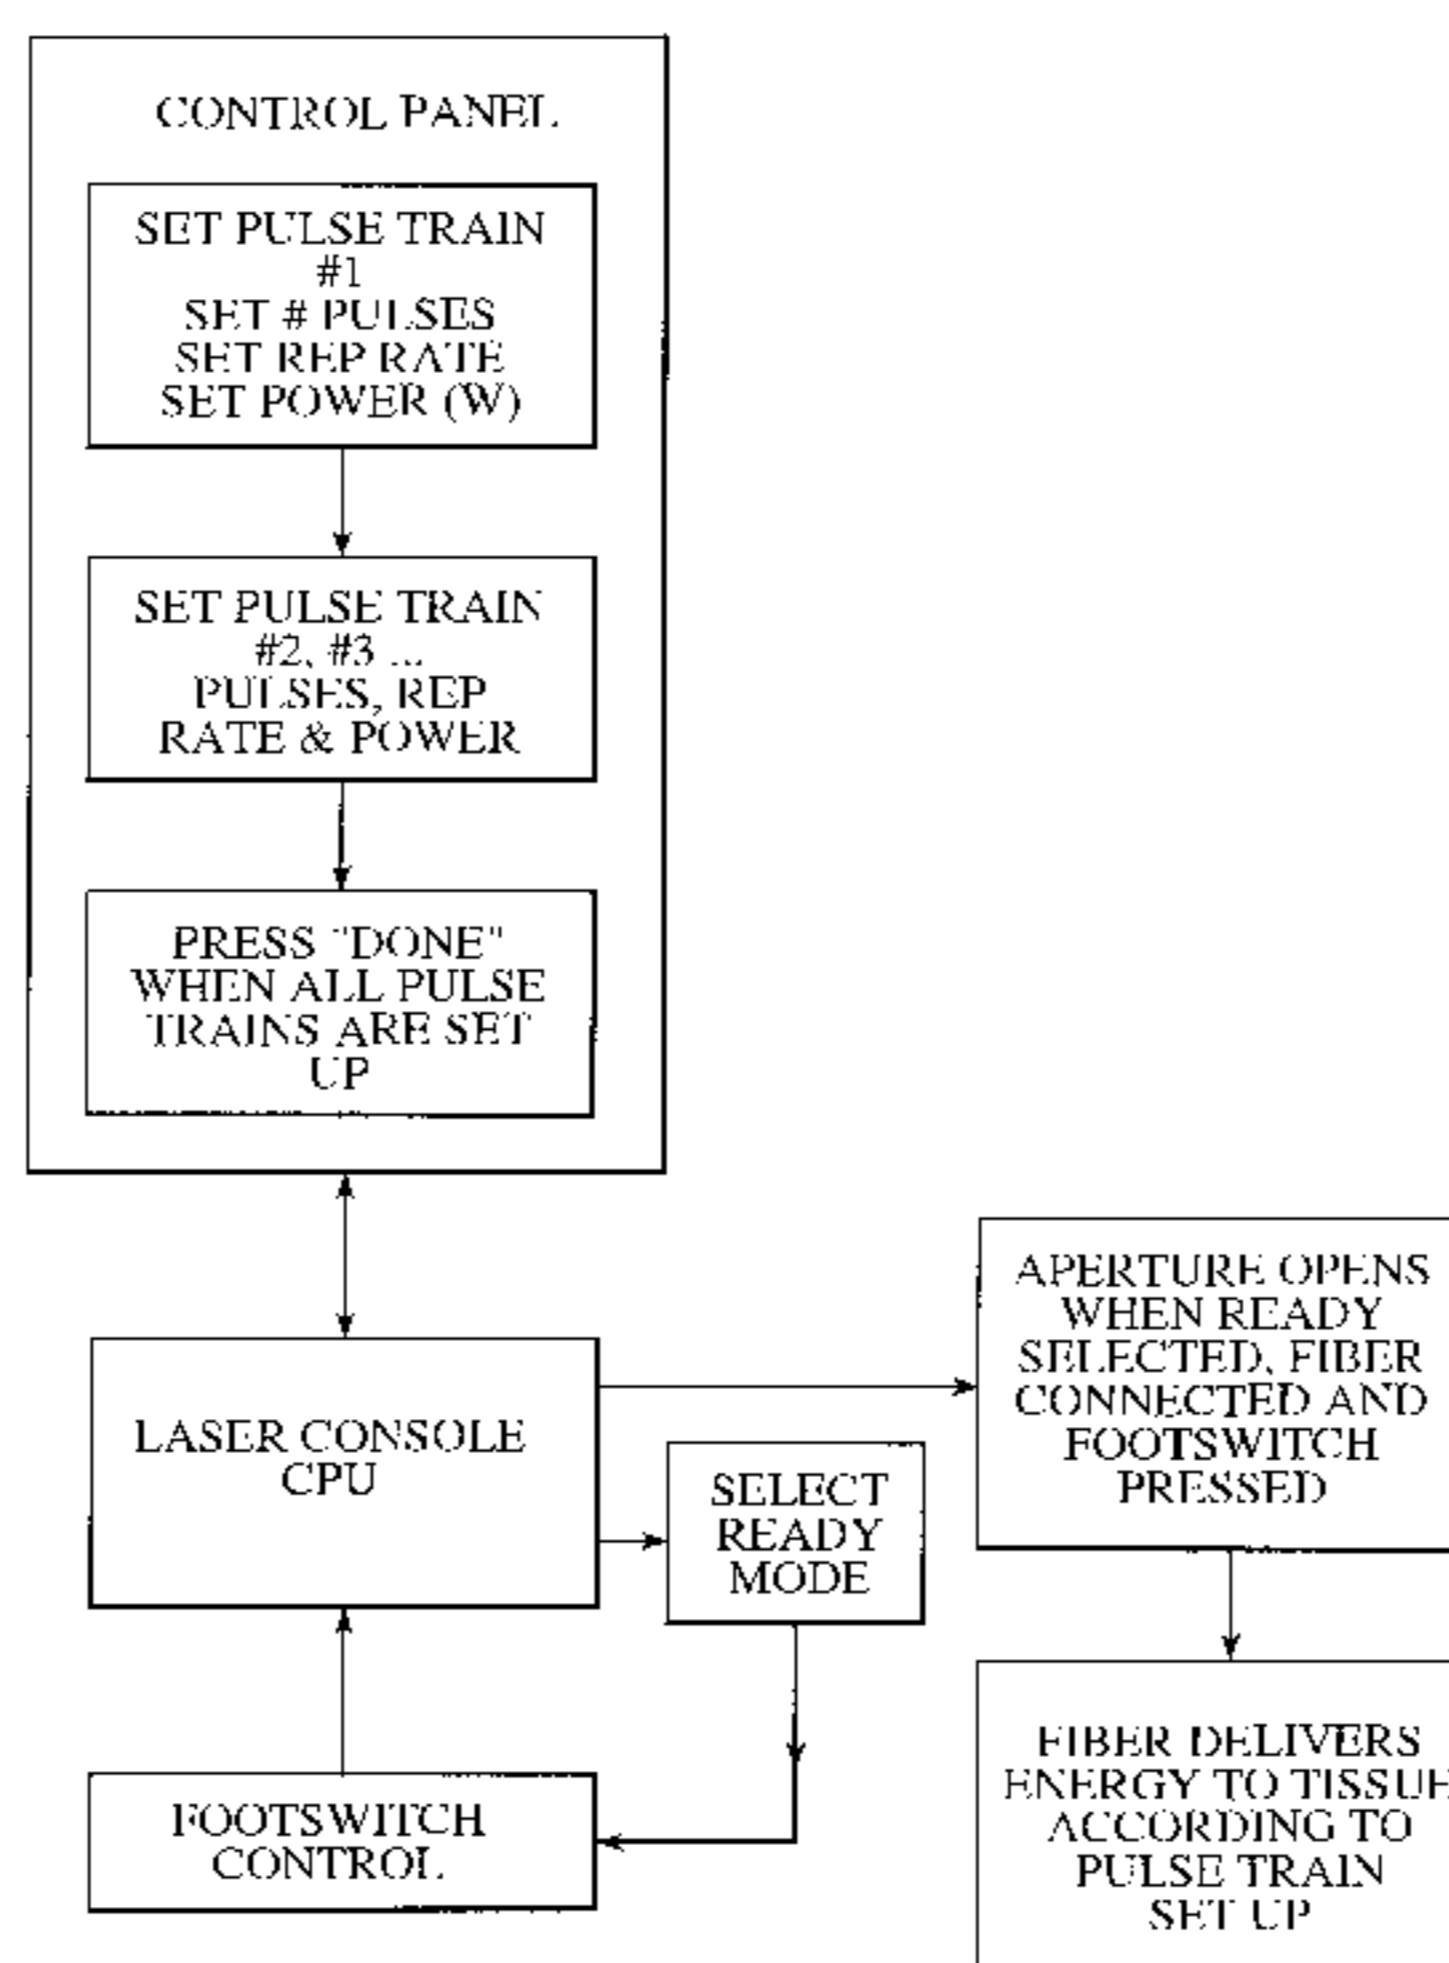 CONTROL PANEL
SET PULSE TRAIN
#1
SET # PULSES
SET REP RATE
SET POWER (W)
SET PULSE TRAIN
#2, #3 ...
PULSES, REP
RATE & POWER
PRESS "DONE"
WHEN ALL PULSE
TRAINS ARE SET
UP
LASER CONSOLE
CPU
SELECT
READY
MODE
FOOTSWITCH
CONTROL
APERTURE OPENS
WHEN READY
SELECTED, FIBER
CONNECTED AND
FOOTSWITCH
PRESSED
FIBER DELIVERS
ENERGY TO TISSUE
ACCORDING TO
PULSE TRAIN
SET UP